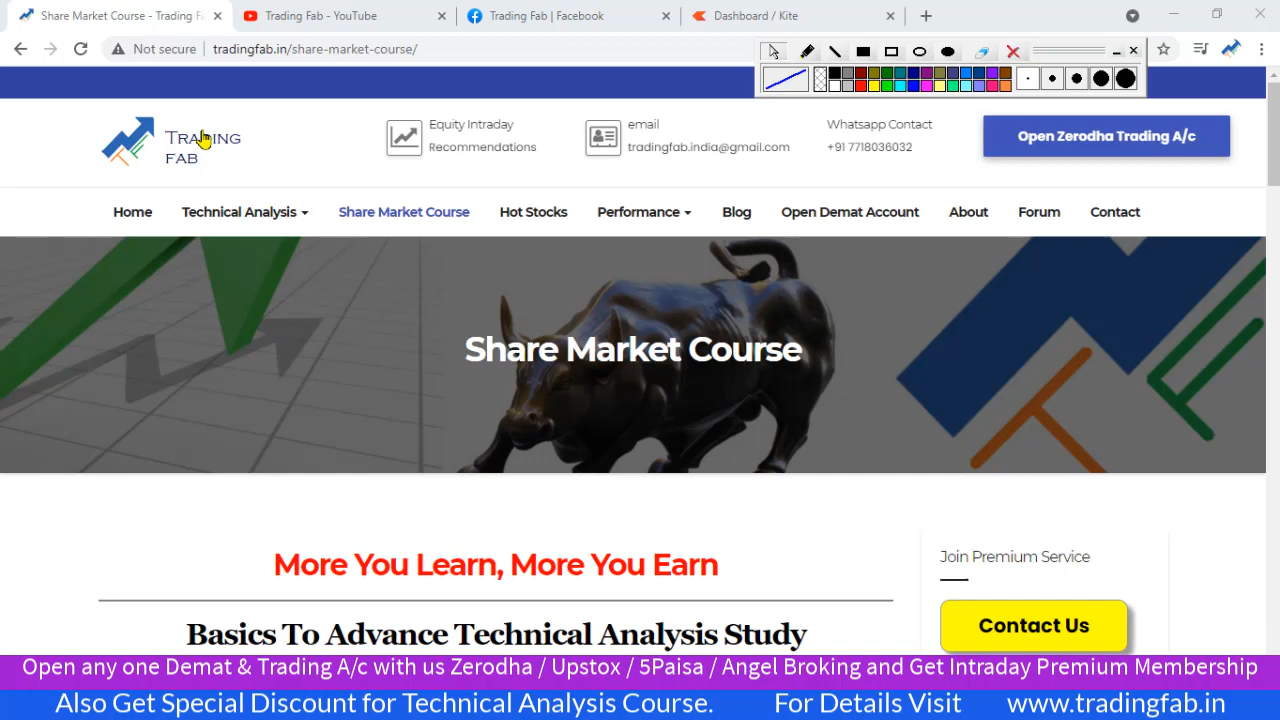 Share Market Course - Trading F
Trading Fab - YouTube
Trading Fab | Facebook
Dashboard / Kite
Not secure
tradingfab.in/share-market-course/
TRADING
FAB
Equity Intraday
Recommendations
email
tradingfab.india@gmail.com
Whatsapp Contact
+91 7718036032
Open Zerodha Trading A/c
Home
Technical Analysis
Share Market Course
Hot Stocks
Performance
Blog
Open Demat Account
About
Forum
Contact
Share Market Course
More You Learn, More You Earn
Basics To Advance Technical Analysis Study
Join Premium Service
Contact Us
Open any one Demat & Trading A/c with us Zerodha / Upstox / 5Paisa / Angel Broking and Get Intraday Premium Membership
Also Get Special Discount for Technical Analysis Course. For Details Visit www.tradingfab.in